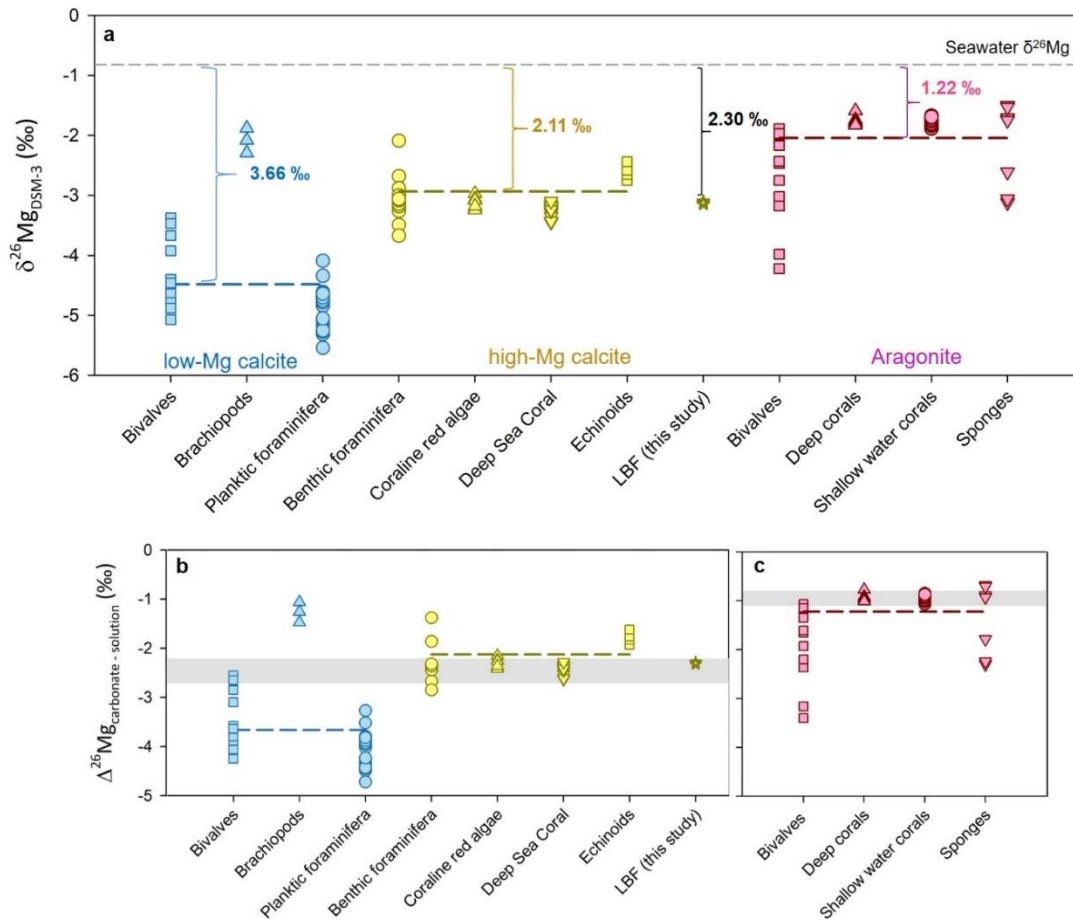 a
Seawater δ²⁶Mg
0
-1
-2
-3
-4
-5
-6
δ²⁶Mg_DSM-3 (‰)
3.66 ‰
2.11 ‰
2.30 ‰
1.22 ‰
low-Mg calcite
high-Mg calcite
Aragonite
Bivalves
Brachiopods
Planktic foraminifera
Benthic foraminifera
Coraline red algae
Deep Sea Coral
Echinoids
LBF (this study)
Bivalves
Deep corals
Shallow water corals
Sponges
b
0
-1
-2
-3
-4
-5
Δ²⁶Mg_carbonate - solution (‰)
Bivalves
Brachiopods
Planktic foraminifera
Benthic foraminifera
Coraline red algae
Deep Sea Coral
Echinoids
LBF (this study)
c
Bivalves
Deep corals
Shallow water corals
Sponges